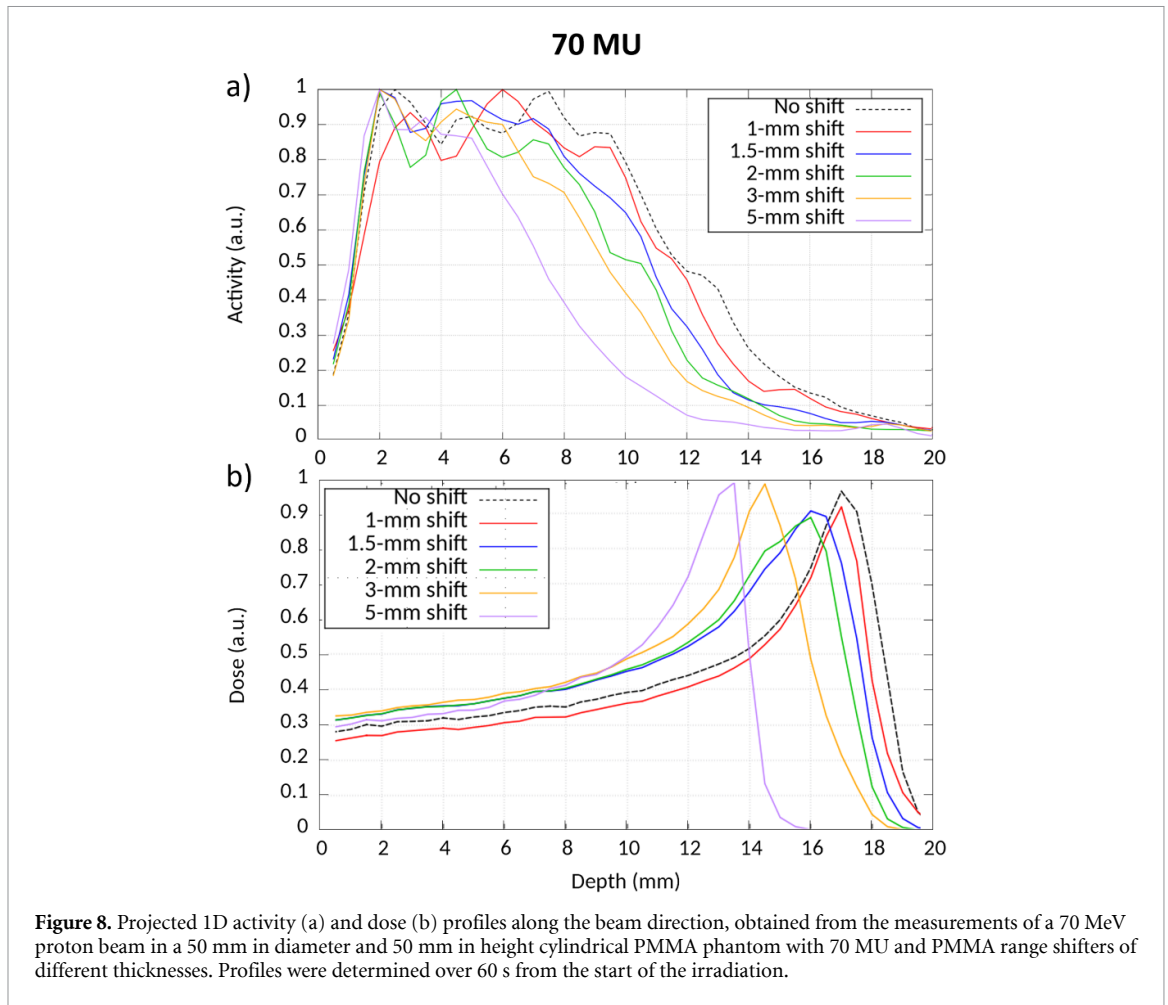 70 MU
a)
1
0.9
0.8
0.7
0.6
0.5
0.4
0.3
0.2
0.1
0
Activity (a.u.)
No shift
1-mm shift
1.5-mm shift
2-mm shift
3-mm shift
5-mm shift
0 2 4 6 8 10 12 14 16 18 20
b)
1
0.9
0.8
0.7
0.6
0.5
0.4
0.3
0.2
0.1
0
Dose (a.u.)
No shift
1-mm shift
1.5-mm shift
2-mm shift
3-mm shift
5-mm shift
0 2 4 6 8 10 12 14 16 18 20
Depth (mm)
Figure 8. Projected 1D activity (a) and dose (b) profiles along the beam direction, obtained from the measurements of a 70 MeV
proton beam in a 50 mm in diameter and 50 mm in height cylindrical PMMA phantom with 70 MU and PMMA range shifters of
different thicknesses. Profiles were determined over 60 s from the start of the irradiation.